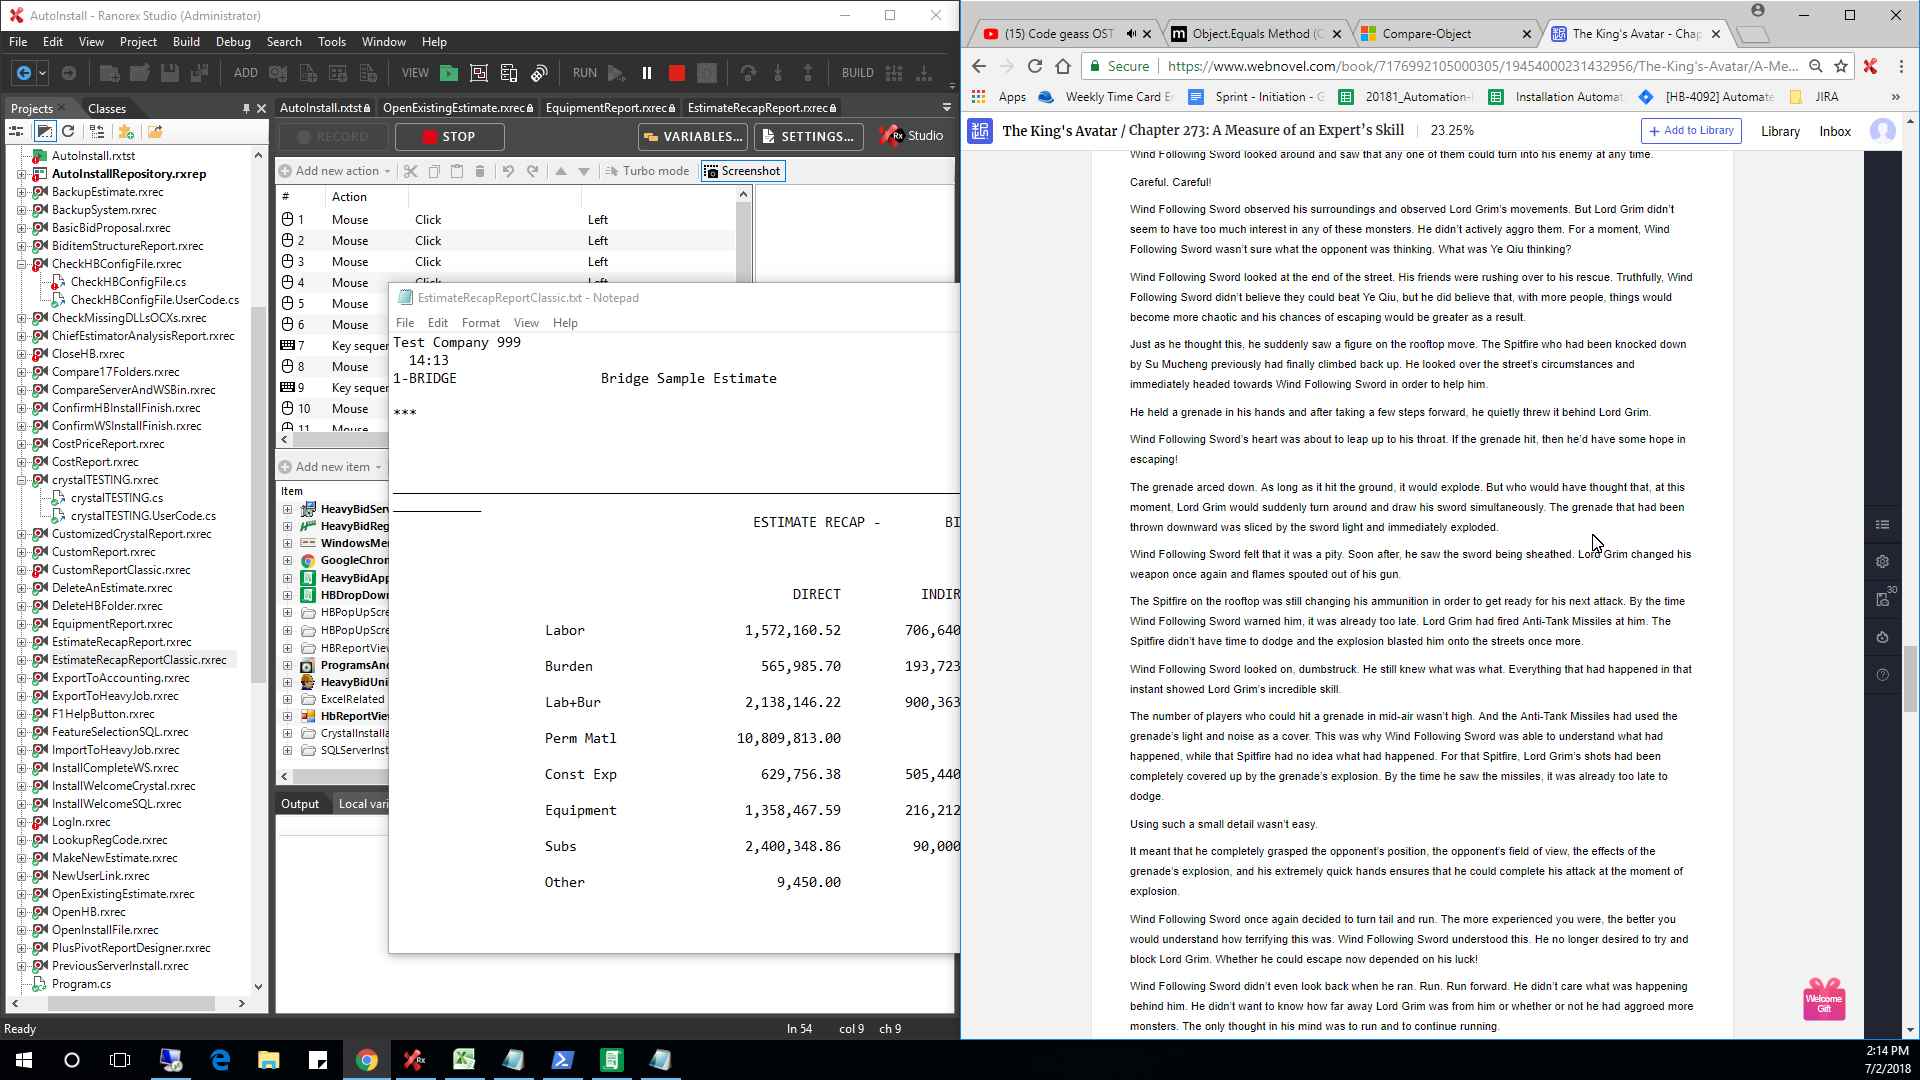 AutoInstall - Ranorex Studio (Administrator)
File Edit View Project Build Debug Search Tools Window Help
ADD VIEW RUN BUILD
Projects Classes
AutoInstall.rxtst OpenExistingEstimate.rxrec EquipmentReport.rxrec EstimateRecapReport.rxrec
RECORD STOP VARIABLES... SETTINGS... Rx Studio
Add new action Turbo mode Screenshot
# Action
1 Mouse Click Left
2 Mouse Click Left
3 Mouse Click Left
4 Mouse Click Left
5 Mouse
6 Mouse
7 Key sequer
8 Mouse
9 Key sequer
10 Mouse
11 Mouse
Add new item
Item
HeavyBidServ
HeavyBidReg
WindowsMe
GoogleChron
HeavyBidApp
HBDropDown
HBPopUpScre
HBPopUpScre
HBReportViev
ProgramsAnd
HeavyBidUni
ExcelRelated
HbReportViev
CrystalInstalla
SQLServerInst
Output Local vari
AutoInstall.rxtst
AutoInstallRepository.rxrep
BackupEstimate.rxrec
BackupSystem.rxrec
BasicBidProposal.rxrec
BiditemStructureReport.rxrec
CheckHBConfigFile.rxrec
CheckHBConfigFile.cs
CheckHBConfigFile.UserCode.cs
CheckMissingDLLsOCXs.rxrec
ChiefEstimatorAnalysisReport.rxrec
CloseHB.rxrec
Compare17Folders.rxrec
CompareServerAndWSBin.rxrec
ConfirmHBInstallFinish.rxrec
ConfirmWSInstallFinish.rxrec
CostPriceReport.rxrec
CostReport.rxrec
crystalTESTING.rxrec
crystalTESTING.cs
crystalTESTING.UserCode.cs
CustomizedCrystalReport.rxrec
CustomReport.rxrec
CustomReportClassic.rxrec
DeleteAnEstimate.rxrec
DeleteHBFolder.rxrec
EquipmentReport.rxrec
EstimateRecapReport.rxrec
EstimateRecapReportClassic.rxrec
ExportToAccounting.rxrec
ExportToHeavyJob.rxrec
F1HelpButton.rxrec
FeatureSelectionSQL.rxrec
ImportToHeavyJob.rxrec
InstallCompleteWS.rxrec
InstallWelcomeCrystal.rxrec
InstallWelcomeSQL.rxrec
LogIn.rxrec
LookupRegCode.rxrec
MakeNewEstimate.rxrec
NewUserLink.rxrec
OpenExistingEstimate.rxrec
OpenHB.rxrec
OpenInstallFile.rxrec
PlusPivotReportDesigner.rxrec
PreviousServerInstall.rxrec
Program.cs
Ready ln 54 col 9 ch 9
EstimateRecapReportClassic.txt - Notepad
File Edit Format View Help
Test Company 999
14:13
1-BRIDGE Bridge Sample Estimate
***
ESTIMATE RECAP - BI
DIRECT INDIR
Labor 1,572,160.52 706,640
Burden 565,985.70 193,723
Lab+Bur 2,138,146.22 900,363
Perm Matl 10,809,813.00
Const Exp 629,756.38 505,440
Equipment 1,358,467.59 216,212
Subs 2,400,348.86 90,000
Other 9,450.00
(15) Code geass OST Object.Equals Method (C Compare-Object The King's Avatar - Chap
Secure https://www.webnovel.com/book/7176992105000305/19454000231432956/The-King's-Avatar/A-Me...
Apps Weekly Time Card E Sprint - Initiation - G 20181_Automation- Installation Automat [HB-4092] Automate JIRA »
The King's Avatar / Chapter 273: A Measure of an Expert's Skill 23.25% + Add to Library Library Inbox
Wind Following Sword looked around and saw that any one of them could turn into his enemy at any time.
Careful. Careful!
Wind Following Sword observed his surroundings and observed Lord Grim's movements. But Lord Grim didn't
seem to have too much interest in any of these monsters. He didn't actively aggro them. For a moment, Wind
Following Sword wasn't sure what the opponent was thinking. What was Ye Qiu thinking?
Wind Following Sword looked at the end of the street. His friends were rushing over to his rescue. Truthfully, Wind
Following Sword didn't believe they could beat Ye Qiu, but he did believe that, with more people, things would
become more chaotic and his chances of escaping would be greater as a result.
Just as he thought this, he suddenly saw a figure on the rooftop move. The Spitfire who had been knocked down
by Su Mucheng previously had finally climbed back up. He looked over the street's circumstances and
immediately headed towards Wind Following Sword in order to help him.
He held a grenade in his hands and after taking a few steps forward, he quietly threw it behind Lord Grim.
Wind Following Sword's heart was about to leap up to his throat. If the grenade hit, then he'd have some hope in
escaping!
The grenade arced down. As long as it hit the ground, it would explode. But who would have thought that, at this
moment, Lord Grim would suddenly turn around and draw his sword simultaneously. The grenade that had been
thrown downward was sliced by the sword light and immediately exploded.
Wind Following Sword felt that it was a pity. Soon after, he saw the sword being sheathed. Lord Grim changed his
weapon once again and flames spouted out of his gun.
The Spitfire on the rooftop was still changing his ammunition in order to get ready for his next attack. By the time
Wind Following Sword warned him, it was already too late. Lord Grim had fired Anti-Tank Missiles at him. The
Spitfire didn't have time to dodge and the explosion blasted him onto the streets once more.
Wind Following Sword looked on, dumbstruck. He still knew what was what. Everything that had happened in that
instant showed Lord Grim's incredible skill.
The number of players who could hit a grenade in mid-air wasn't high. And the Anti-Tank Missiles had used the
grenade's light and noise as a cover. This was why Wind Following Sword was able to understand what had
happened, while that Spitfire had no idea what had happened. For that Spitfire, Lord Grim's shots had been
completely covered up by the grenade's explosion. By the time he saw the missiles, it was already too late to
dodge.
Using such a small detail wasn't easy.
It meant that he completely grasped the opponent's position, the opponent's field of view, the effects of the
grenade's explosion, and his extremely quick hands ensures that he could complete his attack at the moment of
explosion.
Wind Following Sword once again decided to turn tail and run. The more experienced you were, the better you
would understand how terrifying this was. Wind Following Sword understood this. He no longer desired to try and
block Lord Grim. Whether he could escape now depended on his luck!
Wind Following Sword didn't even look back when he ran. Run. Run forward. He didn't care what was happening
behind him. He didn't want to know how far away Lord Grim was from him or whether or not he had aggroed more
monsters. The only thought in his mind was to run and to continue running.
30
Welcome
Gift
2:14 PM
7/2/2018